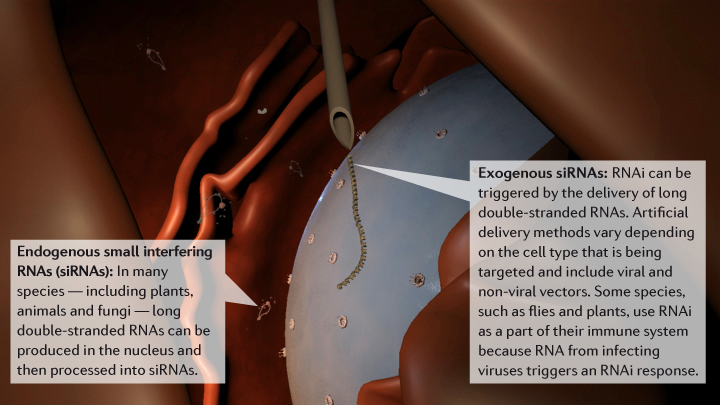 Endogenous small interfering
RNAs (siRNAs): In many
species — including plants,
animals and fungi — long
double-stranded RNAs can be
produced in the nucleus and
then processed into siRNAs.
Exogenous siRNAs: RNAi can be
triggered by the delivery of long
double-stranded RNAs. Artificial
delivery methods vary depending
on the cell type that is being
targeted and include viral and
non-viral vectors. Some species,
such as flies and plants, use RNAi
as a part of their immune system
because RNA from infecting
viruses triggers an RNAi response.